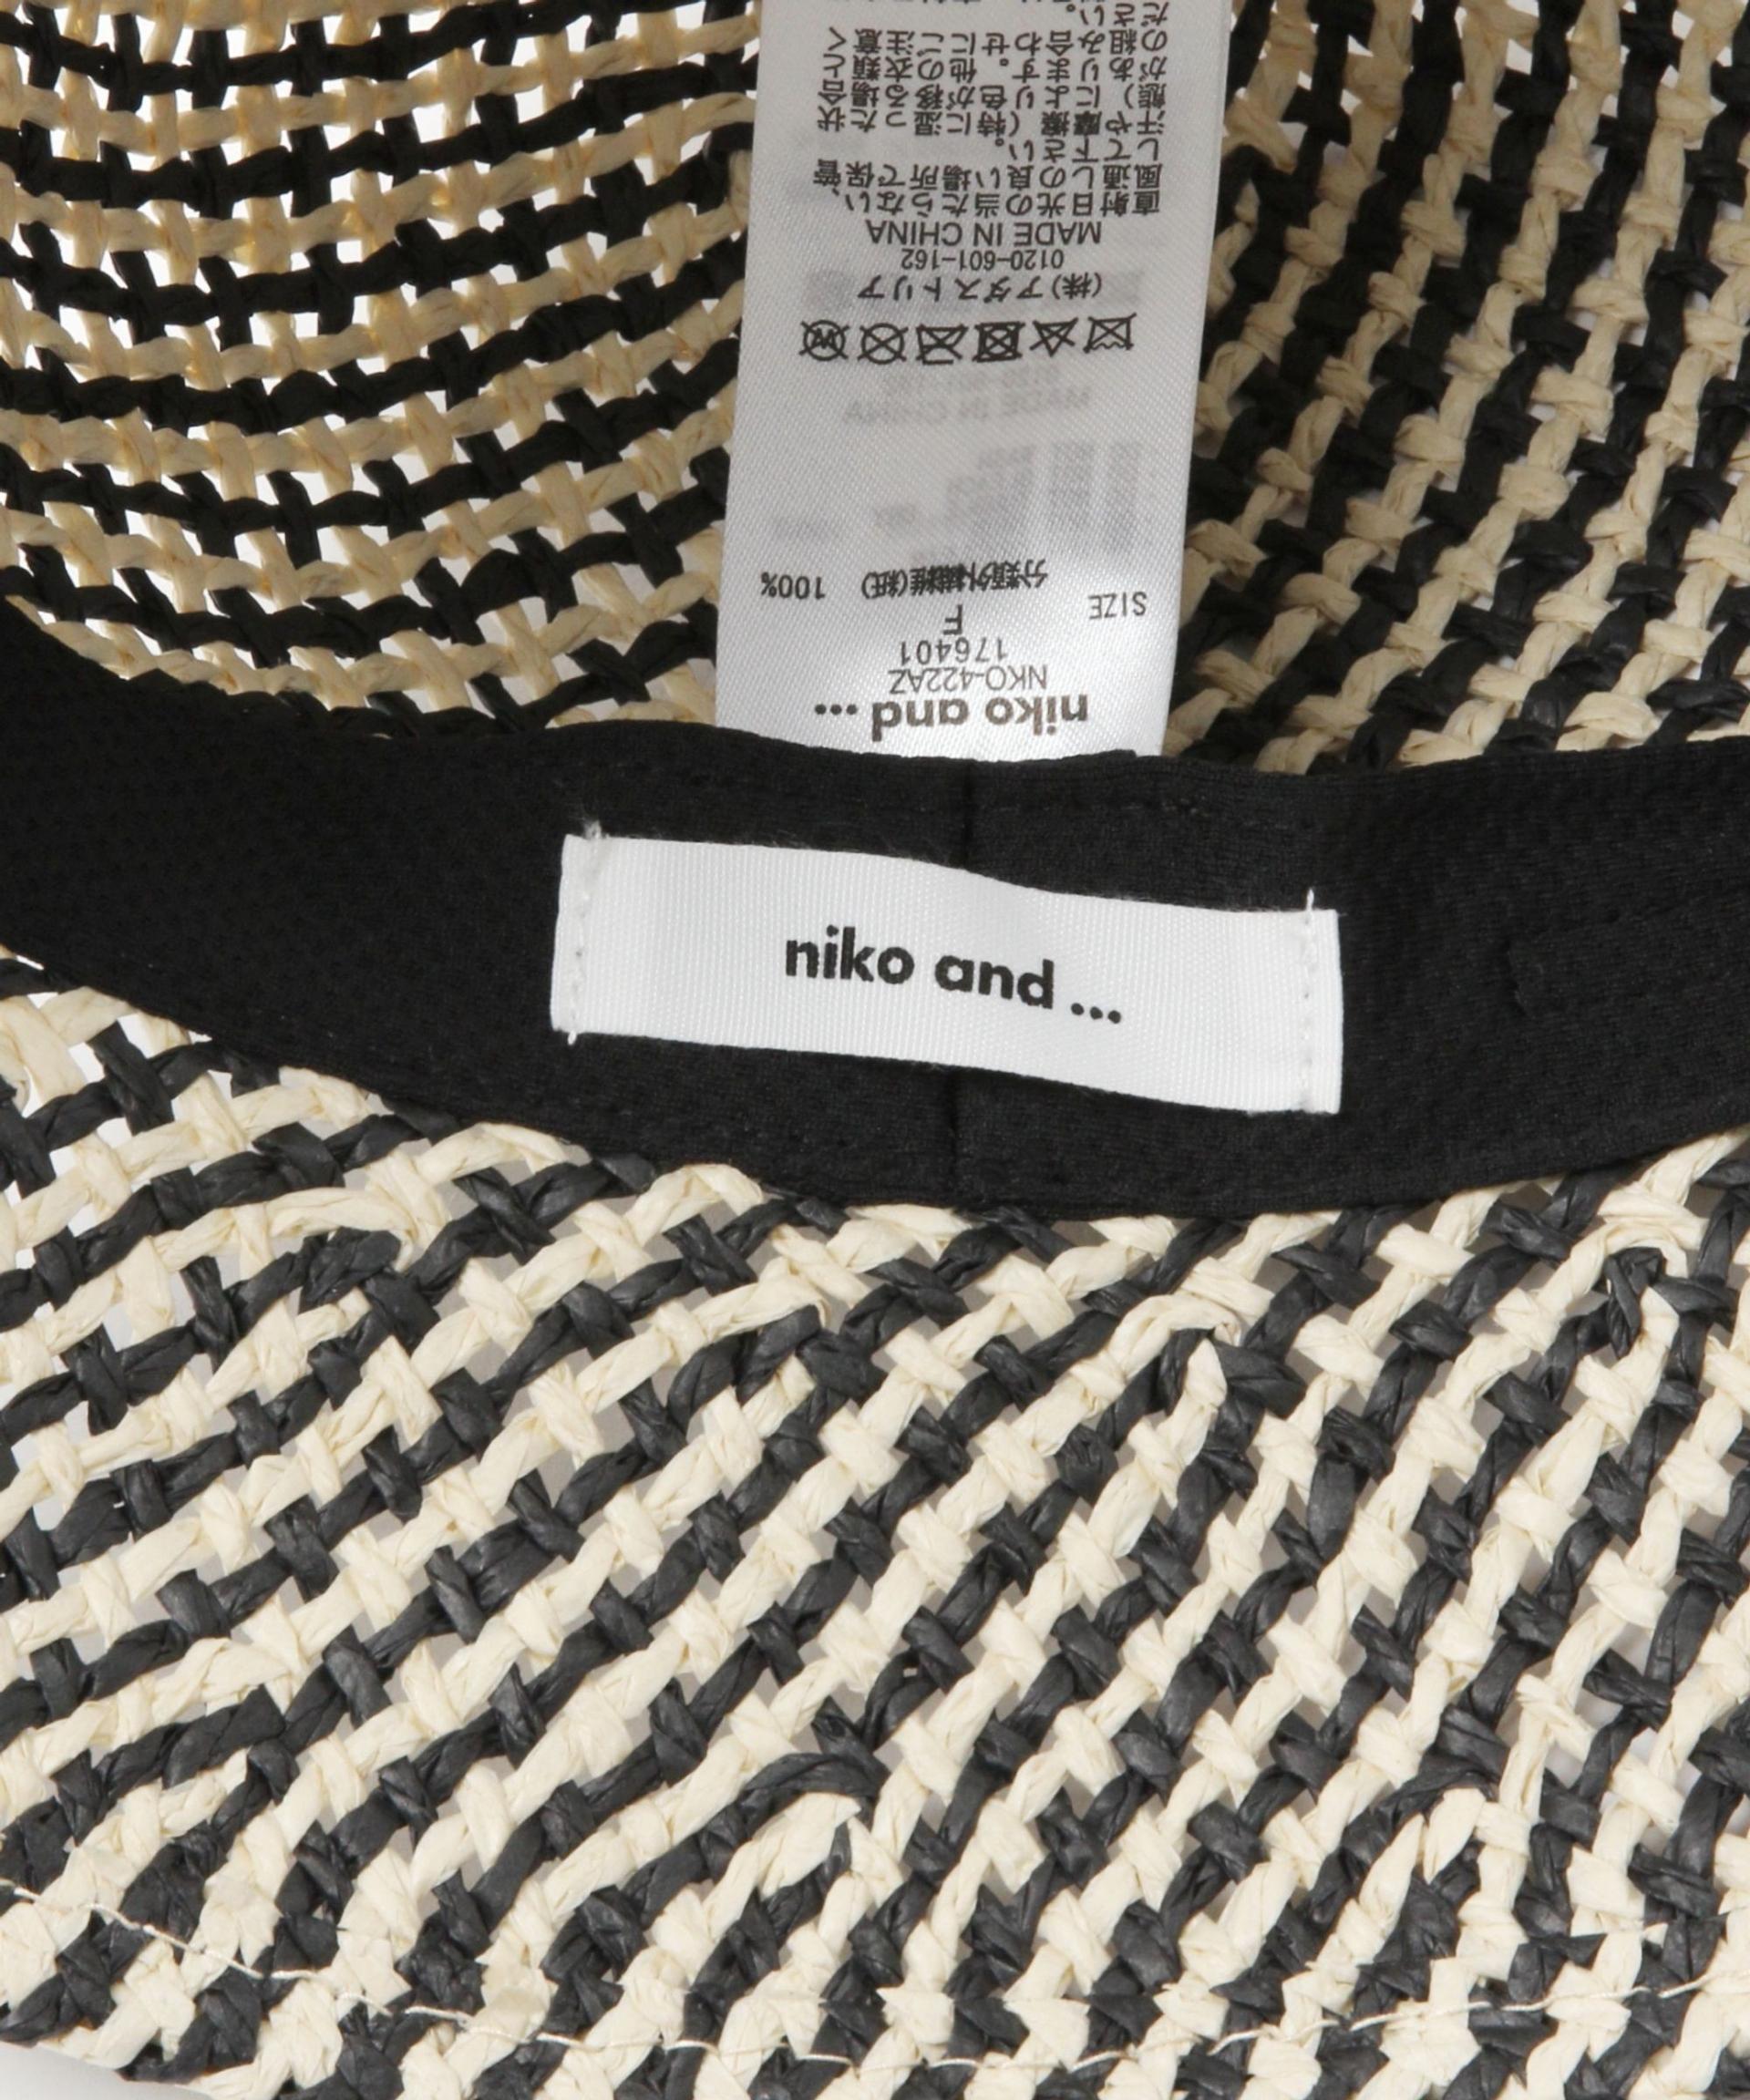 niko and ...
NKO-422AZ
176401
SIZE
F
分類外繊維(紙) 100%
(株)アダストリア
0120-601-162
MADE IN CHINA
直射日光の当たらない、
風通しの良い場所で保管
して下さい。
汗や摩擦(特に湿った状
態)により色が移る場合
があります。他の衣類と
の組み合わせにご注意く
ださい。
niko and ...